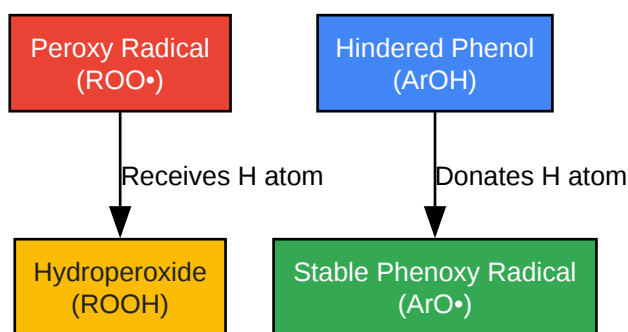 Peroxy Radical
(ROO•)
Hindered Phenol
(ArOH)
Receives H atom
Donates H atom
Hydroperoxide
(ROOH)
Stable Phenoxy Radical
(ArO•)